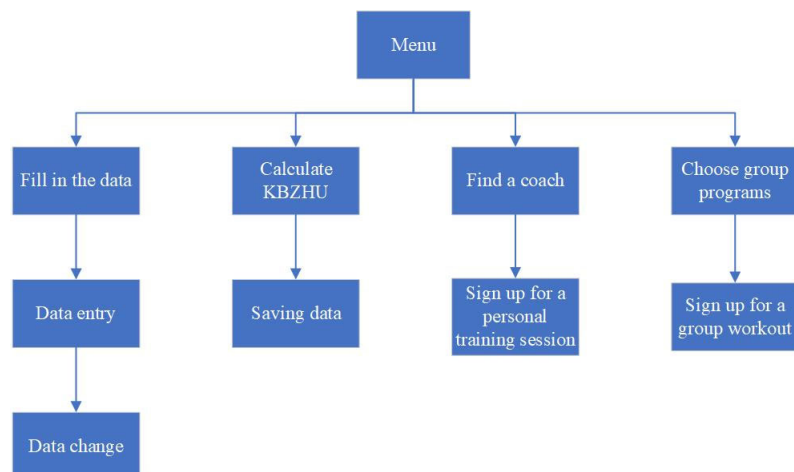 Menu
Fill in the data
Calculate
KBZHU
Find a coach
Choose group
programs
Data entry
Saving data
Sign up for a
personal
training session
Sign up for a
group workout
Data change